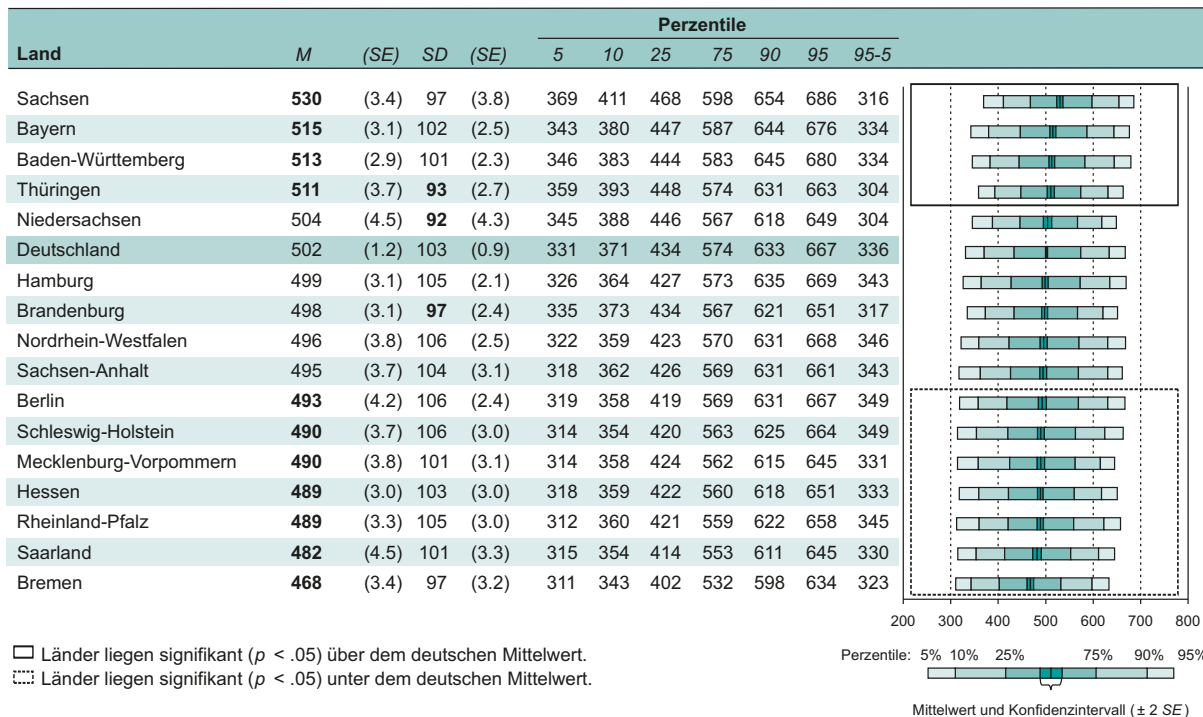 Perzentile
Land M (SE) SD (SE) 5 10 25 75 90 95 95-5
Sachsen 530 (3.4) 97 (3.8) 369 411 468 598 654 686 316
Bayern 515 (3.1) 102 (2.5) 343 380 447 587 644 676 334
Baden-Württemberg 513 (2.9) 101 (2.3) 346 383 444 583 645 680 334
Thüringen 511 (3.7) 93 (2.7) 359 393 448 574 631 663 304
Niedersachsen 504 (4.5) 92 (4.3) 345 388 446 567 618 649 304
Deutschland 502 (1.2) 103 (0.9) 331 371 434 574 633 667 336
Hamburg 499 (3.1) 105 (2.1) 326 364 427 573 635 669 343
Brandenburg 498 (3.1) 97 (2.4) 335 373 434 567 621 651 317
Nordrhein-Westfalen 496 (3.8) 106 (2.5) 322 359 423 570 631 668 346
Sachsen-Anhalt 495 (3.7) 104 (3.1) 318 362 426 569 631 661 343
Berlin 493 (4.2) 106 (2.4) 319 358 419 569 631 667 349
Schleswig-Holstein 490 (3.7) 106 (3.0) 314 354 420 563 625 664 349
Mecklenburg-Vorpommern 490 (3.8) 101 (3.1) 314 358 424 562 615 645 331
Hessen 489 (3.0) 103 (3.0) 318 359 422 560 618 651 333
Rheinland-Pfalz 489 (3.3) 105 (3.0) 312 360 421 559 622 658 345
Saarland 482 (4.5) 101 (3.3) 315 354 414 553 611 645 330
Bremen 468 (3.4) 97 (3.2) 311 343 402 532 598 634 323
200 300 400 500 600 700 800
Länder liegen signifikant (p < .05) über dem deutschen Mittelwert.
Länder liegen signifikant (p < .05) unter dem deutschen Mittelwert.
Perzentile: 5% 10% 25% 75% 90% 95%
Mittelwert und Konfidenzintervall (± 2 SE)